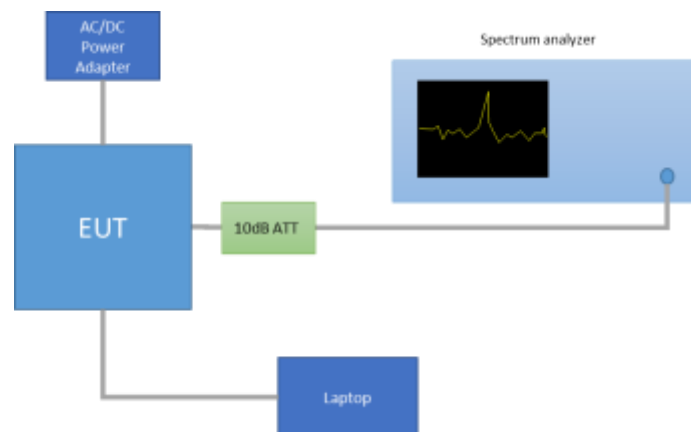 AC/DC
Power
Adapter
Spectrum analyzer
EUT
10dB ATT
Laptop